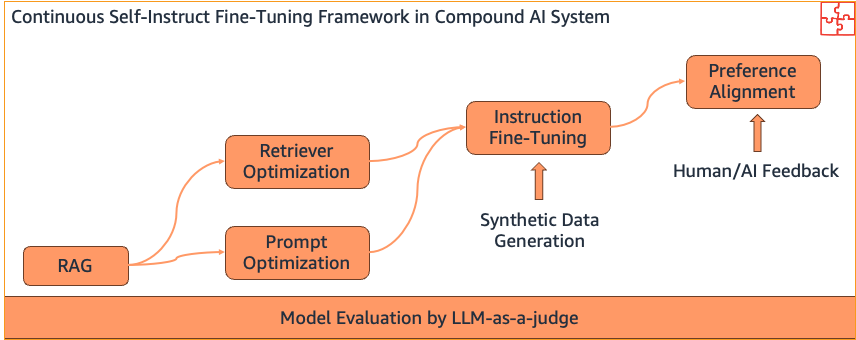 Continuous Self-Instruct Fine-Tuning Framework in Compound AI System
Preference
Alignment
Instruction
Fine-Tuning
Retriever
Optimization
Human/AI Feedback
Synthetic Data
Generation
Prompt
Optimization
RAG
Model Evaluation by LLM-as-a-judge